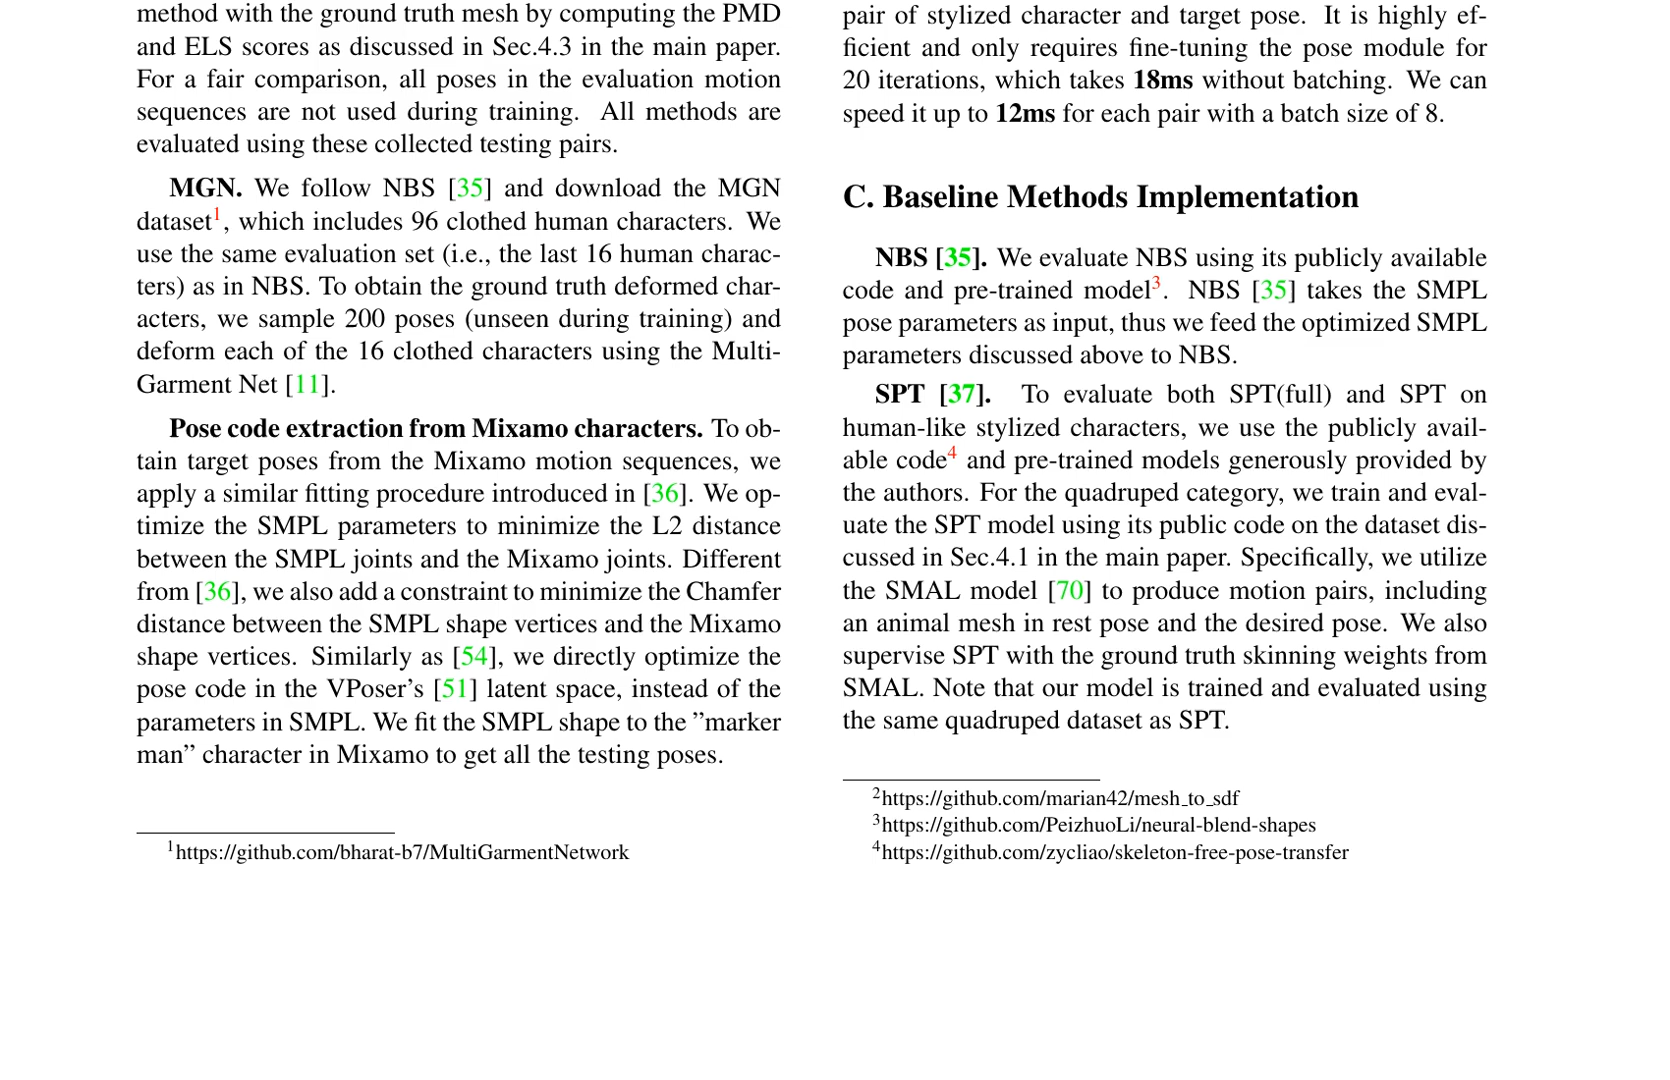 method with the ground truth mesh by computing the PMD
and ELS scores as discussed in Sec.4.3 in the main paper.
For a fair comparison, all poses in the evaluation motion
sequences are not used during training. All methods are
evaluated using these collected testing pairs.
MGN. We follow NBS [35] and download the MGN
dataset1, which includes 96 clothed human characters. We
use the same evaluation set (i.e., the last 16 human charac-
ters) as in NBS. To obtain the ground truth deformed char-
acters, we sample 200 poses (unseen during training) and
deform each of the 16 clothed characters using the Multi-
Garment Net [11].
Pose code extraction from Mixamo characters. To ob-
tain target poses from the Mixamo motion sequences, we
apply a similar fitting procedure introduced in [36]. We op-
timize the SMPL parameters to minimize the L2 distance
between the SMPL joints and the Mixamo joints. Different
from [36], we also add a constraint to minimize the Chamfer
distance between the SMPL shape vertices and the Mixamo
shape vertices. Similarly as [54], we directly optimize the
pose code in the VPoser's [51] latent space, instead of the
parameters in SMPL. We fit the SMPL shape to the ”marker
man” character in Mixamo to get all the testing poses.
1https://github.com/bharat-b7/MultiGarmentNetwork
pair of stylized character and target pose. It is highly ef-
ficient and only requires fine-tuning the pose module for
20 iterations, which takes 18ms without batching. We can
speed it up to 12ms for each pair with a batch size of 8.
C. Baseline Methods Implementation
NBS [35]. We evaluate NBS using its publicly available
code and pre-trained model3. NBS [35] takes the SMPL
pose parameters as input, thus we feed the optimized SMPL
parameters discussed above to NBS.
SPT [37]. To evaluate both SPT(full) and SPT on
human-like stylized characters, we use the publicly avail-
able code4 and pre-trained models generously provided by
the authors. For the quadruped category, we train and eval-
uate the SPT model using its public code on the dataset dis-
cussed in Sec.4.1 in the main paper. Specifically, we utilize
the SMAL model [70] to produce motion pairs, including
an animal mesh in rest pose and the desired pose. We also
supervise SPT with the ground truth skinning weights from
SMAL. Note that our model is trained and evaluated using
the same quadruped dataset as SPT.
2https://github.com/marian42/mesh_to_sdf
3https://github.com/PeizhuoLi/neural-blend-shapes
4https://github.com/zycliao/skeleton-free-pose-transfer